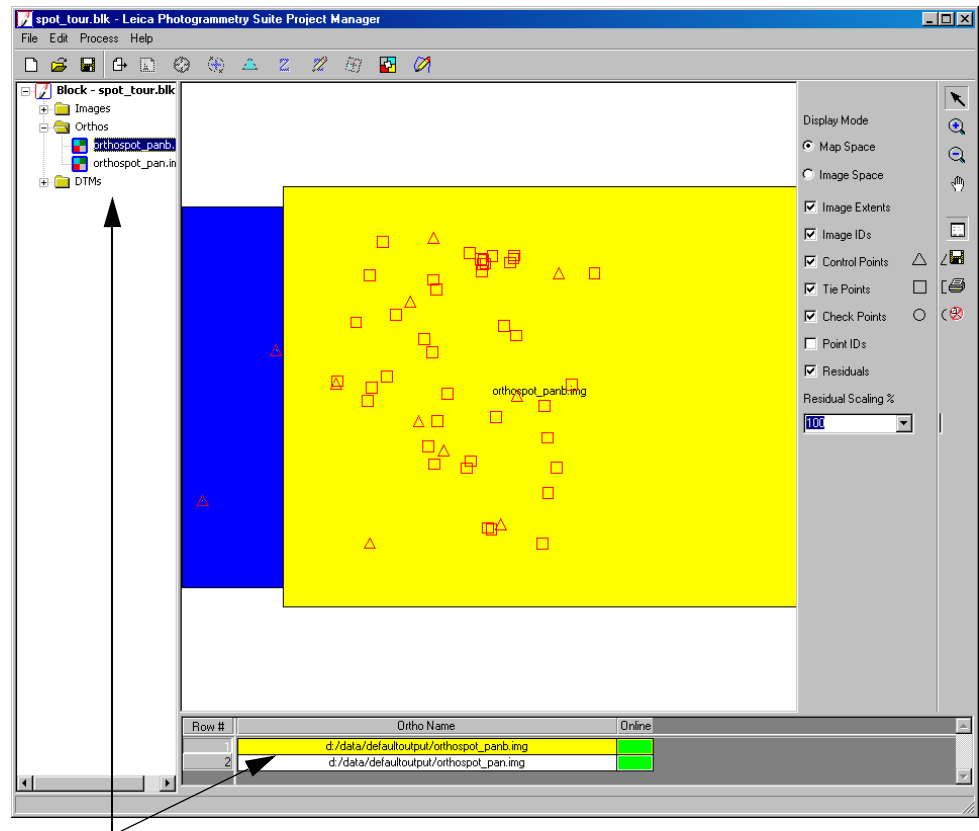 spot_tour.blk - Leica Photogrammetry Suite Project Manager
File Edit Process Help
Block - spot_tour.blk
Images
Orthos
orthospot_panb.
orthospot_pan.in
DTMs
orthospot_panb.img
Display Mode
Map Space
Image Space
Image Extents
Image IDs
Control Points
Tie Points
Check Points
Point IDs
Residuals
Residual Scaling %
100
Row # Ortho Name Online
1 d:/data/defaultoutput/orthospot_panb.img
2 d:/data/defaultoutput/orthospot_pan.img